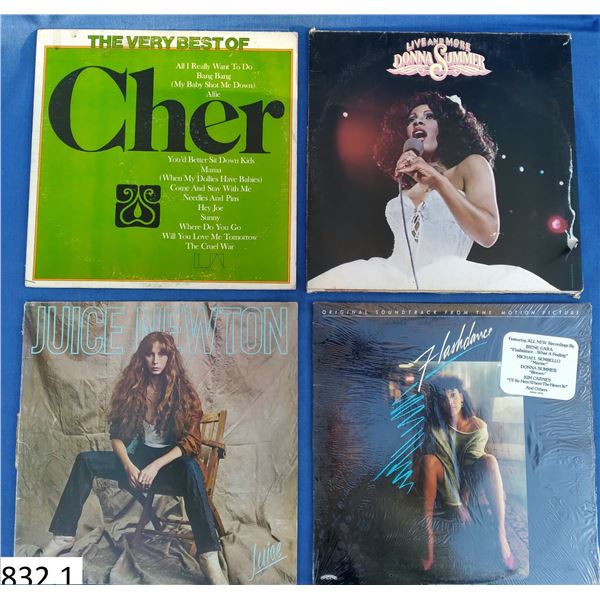 THE VERY BEST OF
Cher
All I Really Want To Do
Bang Bang
(My Baby Shot Me Down)
Alfie
You'd Better Sit Down Kids
Mama
(When My Dollies Have Babies)
Come And Stay With Me
Needles And Pins
Hey Joe
Sunny
Where Do You Go
Will You Love Me Tomorrow
The Cruel War
LIVE AND MORE
DONNA SUMMER
JUICE NEWTON
Juice
ORIGINAL SOUNDTRACK FROM THE MOTION PICTURE
Flashdance
Featuring ALL NEW Recordings By
IRENE CARA
"Flashdance...What A Feeling"
MICHAEL SEMBELLO
"Maniac"
DONNA SUMMER
"Romeo"
KIM CARNES
"I'll Be Here Where The Heart Is"
And Others
832 1